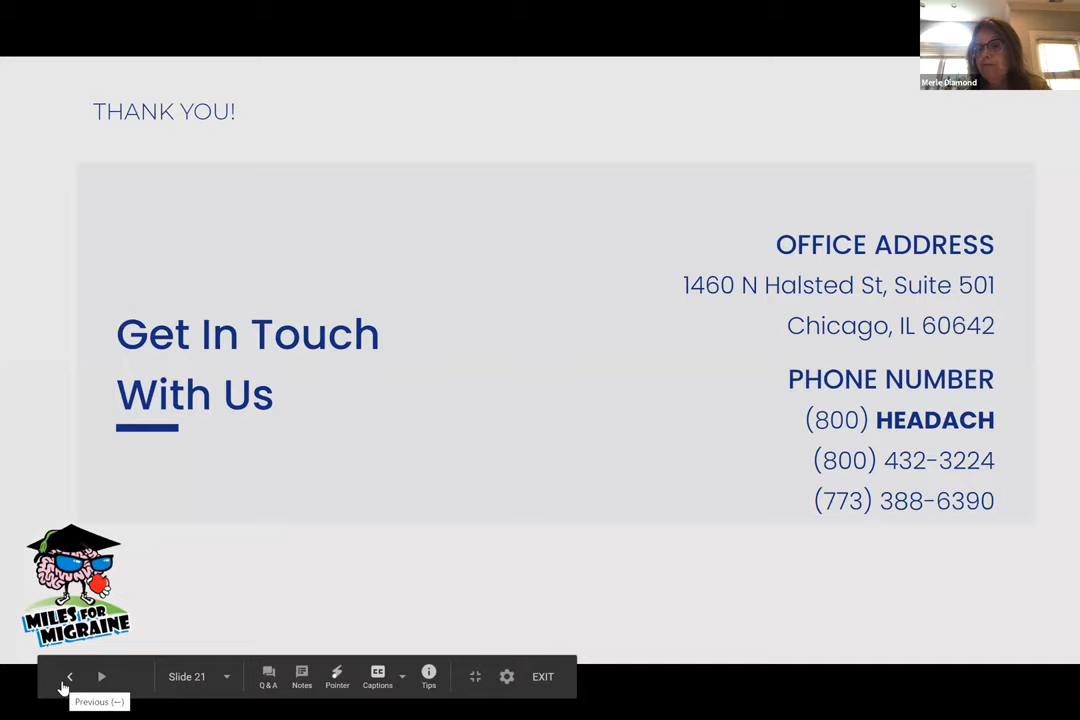 Merle Diamond
THANK YOU!
Get In Touch
With Us
OFFICE ADDRESS
1460 N Halsted St, Suite 501
Chicago, IL 60642
PHONE NUMBER
(800) HEADACH
(800) 432-3224
(773) 388-6390
MILES FOR
MIGRAINE
Slide 21
Q & A
Notes
Pointer
CC
Captions
Tips
EXIT
Previous (←)